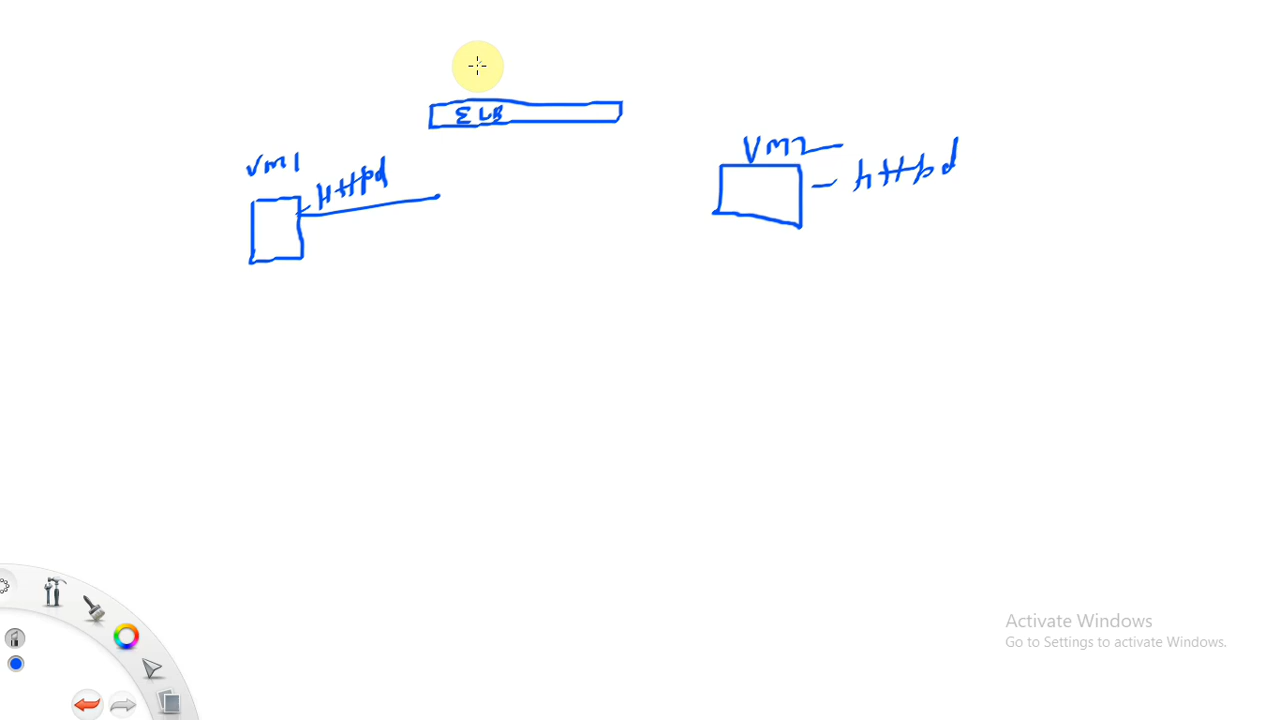 ELB
VM1
HTTPd
VM2
hTTpd
Activate Windows
Go to Settings to activate Windows.